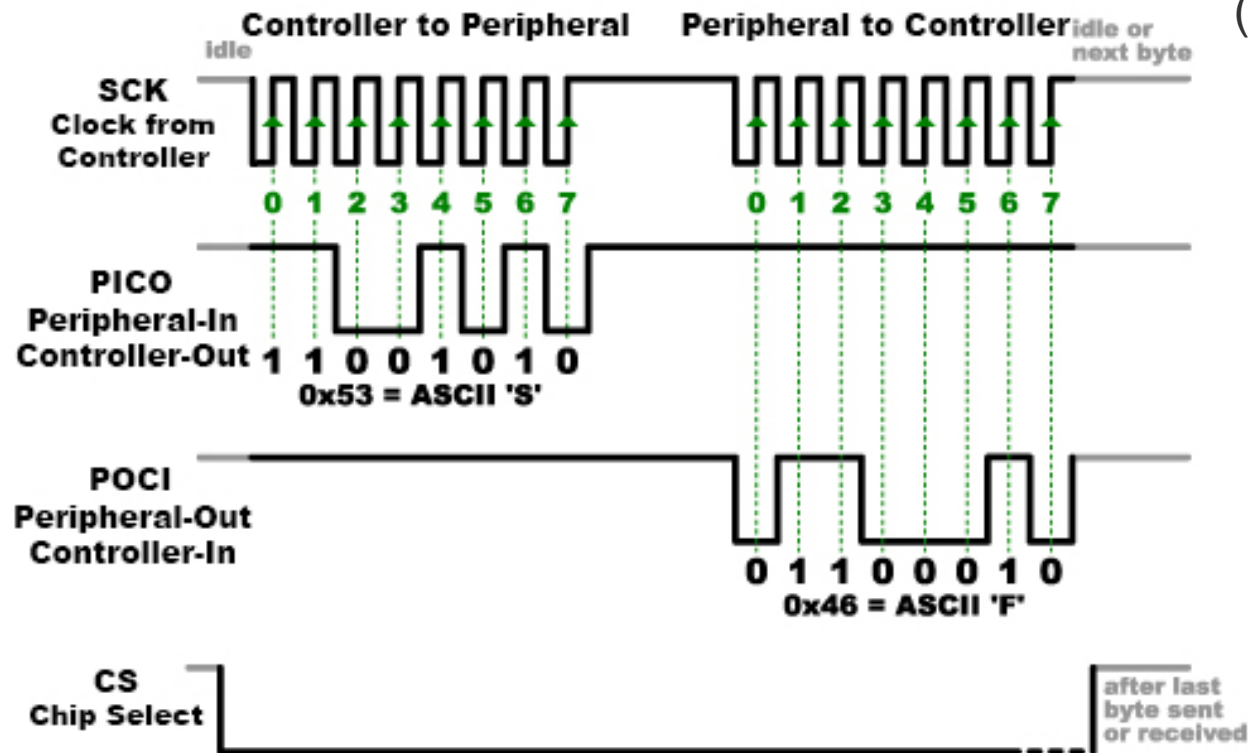 (
Controller to Peripheral
Peripheral to Controller
idle
idle or
next byte
SCK
Clock from
Controller
0 1 2 3 4 5 6 7
0 1 2 3 4 5 6 7
PICO
Peripheral-In
Controller-Out
1 1 0 0 1 0 1 0
0x53 = ASCII 'S'
POCI
Peripheral-Out
Controller-In
0 1 1 0 0 0 1 0
0x46 = ASCII 'F'
CS
Chip Select
after last
byte sent
or received